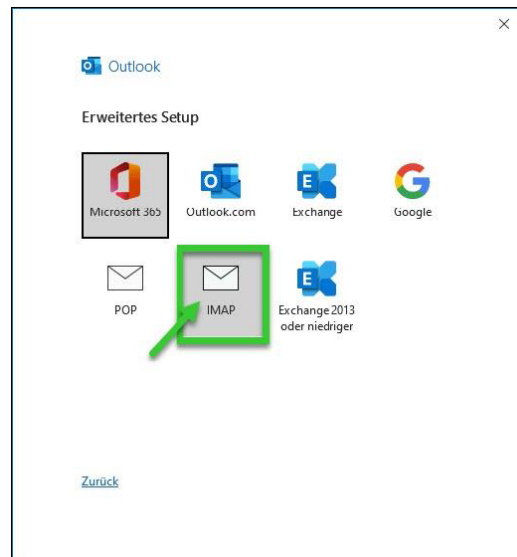 Outlook
Erweitertes Setup
Microsoft 365
Outlook.com
Exchange
Google
POP
IMAP
Exchange 2013
oder niedriger
Zurück